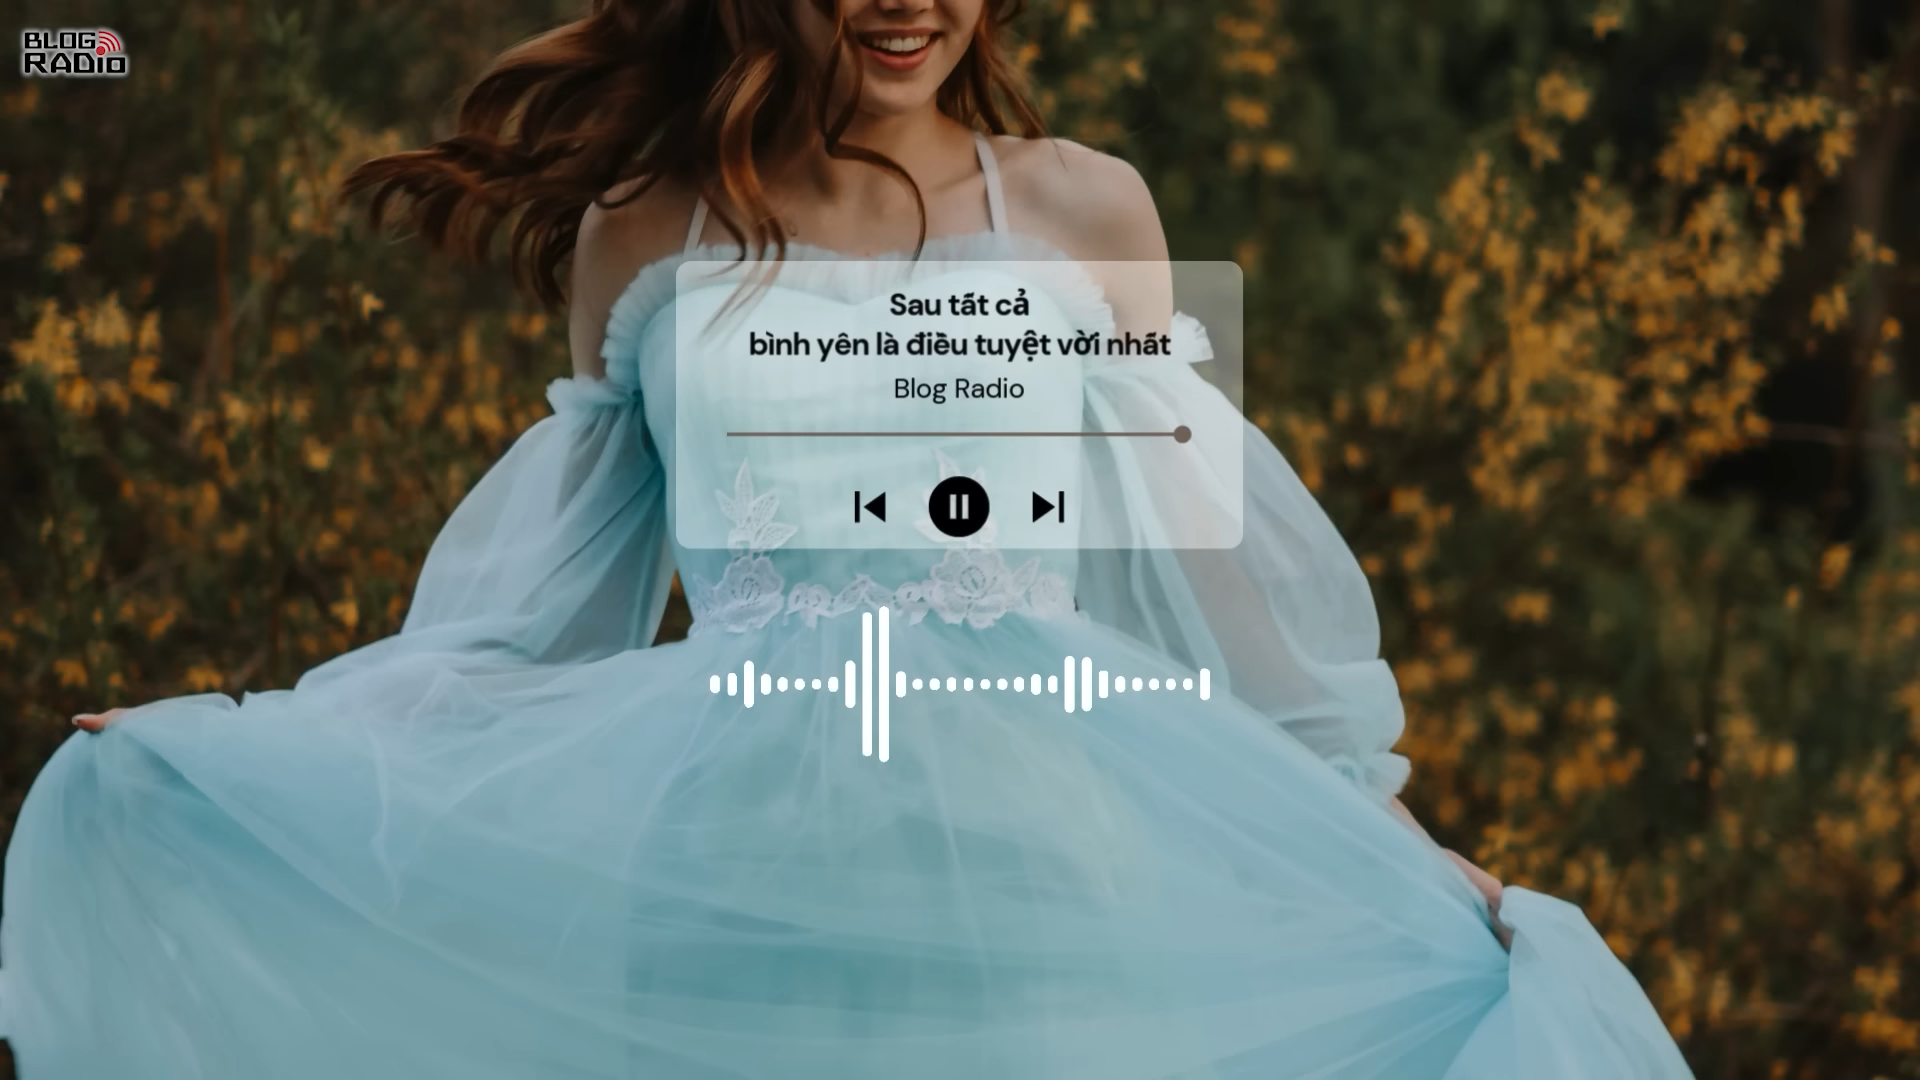 BLOG
RADIO
Sau tất cả
bình yên là điều tuyệt vời nhất
Blog Radio